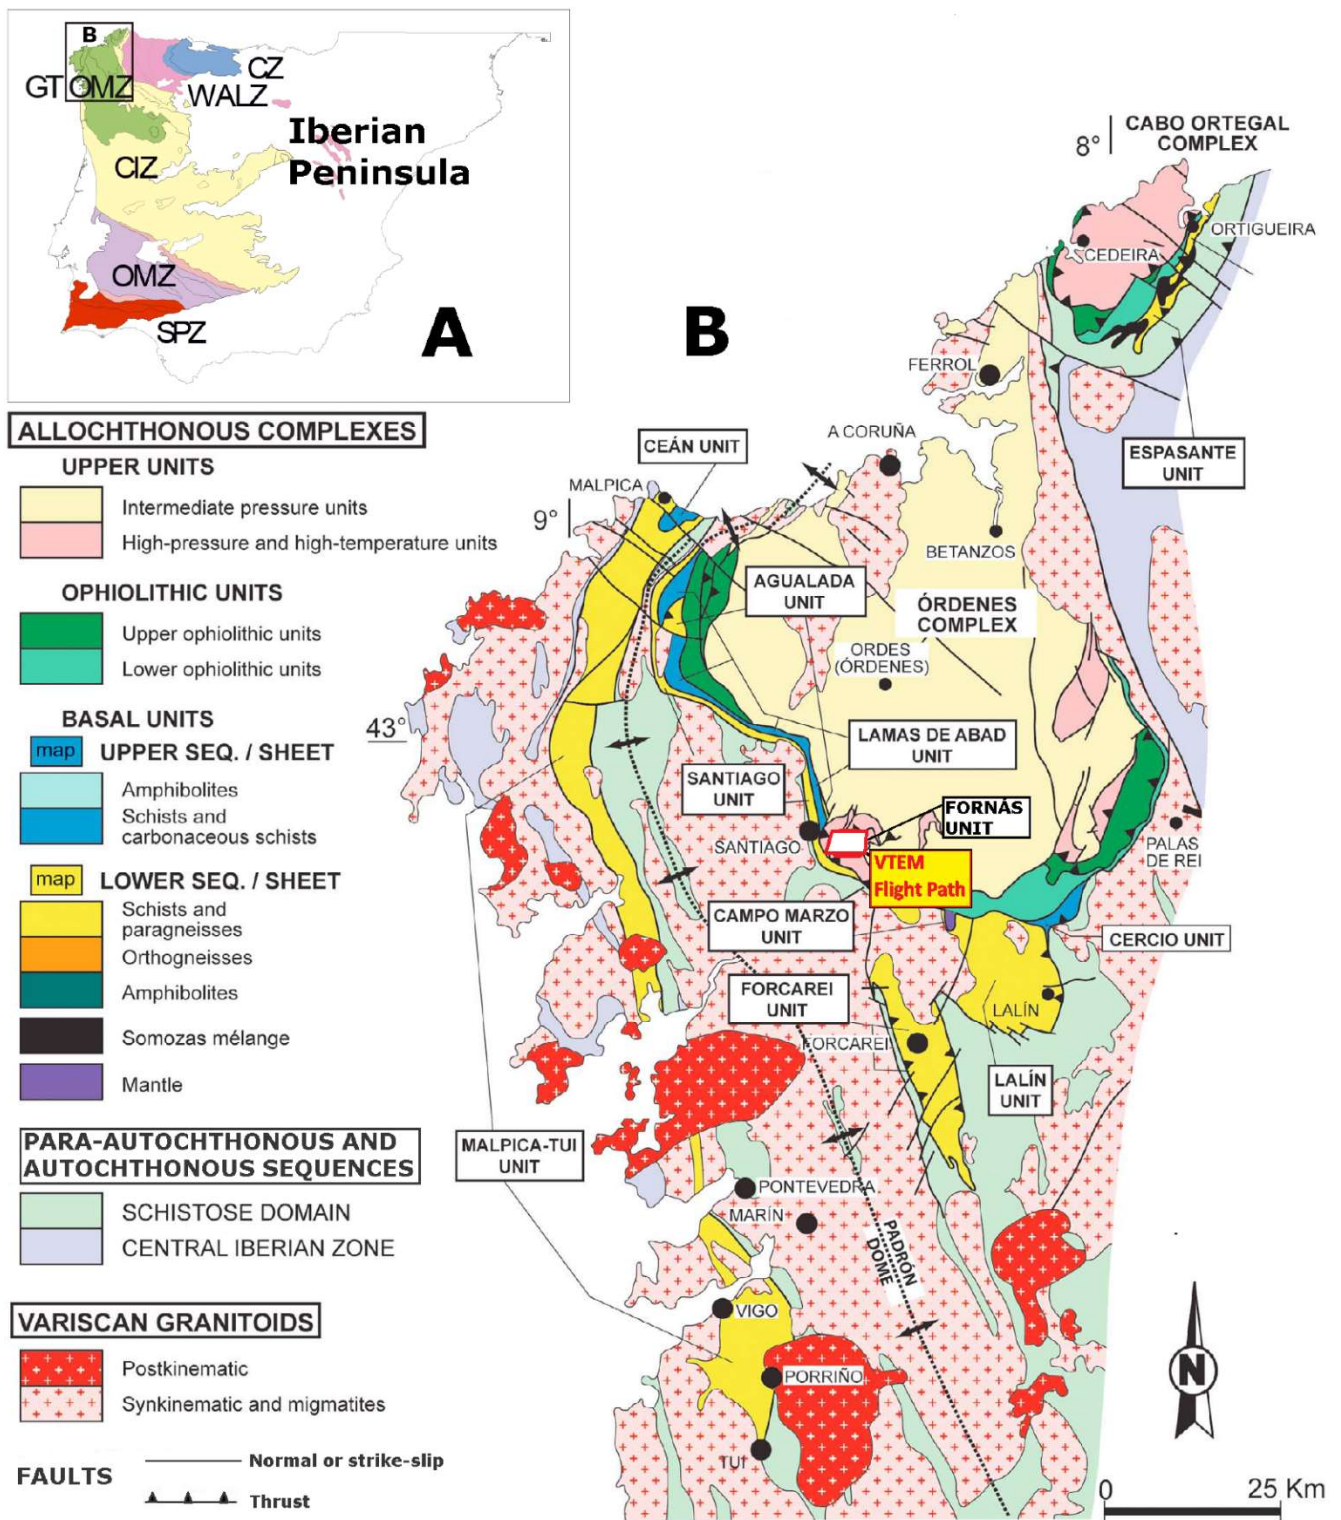 B
GT OMZ
CZ
WALZ
Iberian
Peninsula
CIZ
OMZ
SPZ
A
B
8°
CABO ORTEGAL
COMPLEX
ORTIGUEIRA
CEDEIRA
FERROL
ESPASANTE
UNIT
A CORUÑA
CEÁN UNIT
MALPICA
9°
BETANZOS
AGUALADA
UNIT
ÓRDENES
COMPLEX
ORDES
(ÓRDENES)
43°
LAMAS DE ABAD
UNIT
SANTIAGO
UNIT
FORNÁS
UNIT
SANTIAGO
PALAS
DE REI
VTEM
Flight Path
CAMPO MARZO
UNIT
CERCIO UNIT
FORCAREI
UNIT
LALÍN
FORCAREI
LALÍN
UNIT
MALPICA-TUI
UNIT
PONTEVEDRA
MARÍN
PADRÓN
DOME
VIGO
PORRIÑO
TUI
N
0 25 Km
ALLOCHTHONOUS COMPLEXES
UPPER UNITS
Intermediate pressure units
High-pressure and high-temperature units
OPHIOLITHIC UNITS
Upper ophiolithic units
Lower ophiolithic units
BASAL UNITS
map UPPER SEQ. / SHEET
Amphibolites
Schists and
carbonaceous schists
map LOWER SEQ. / SHEET
Schists and
paragneisses
Orthogneisses
Amphibolites
Somozas mélange
Mantle
PARA-AUTOCHTHONOUS AND
AUTOCHTHONOUS SEQUENCES
SCHISTOSE DOMAIN
CENTRAL IBERIAN ZONE
VARISCAN GRANITOIDS
Postkinematic
Synkinematic and migmatites
FAULTS
Normal or strike-slip
Thrust